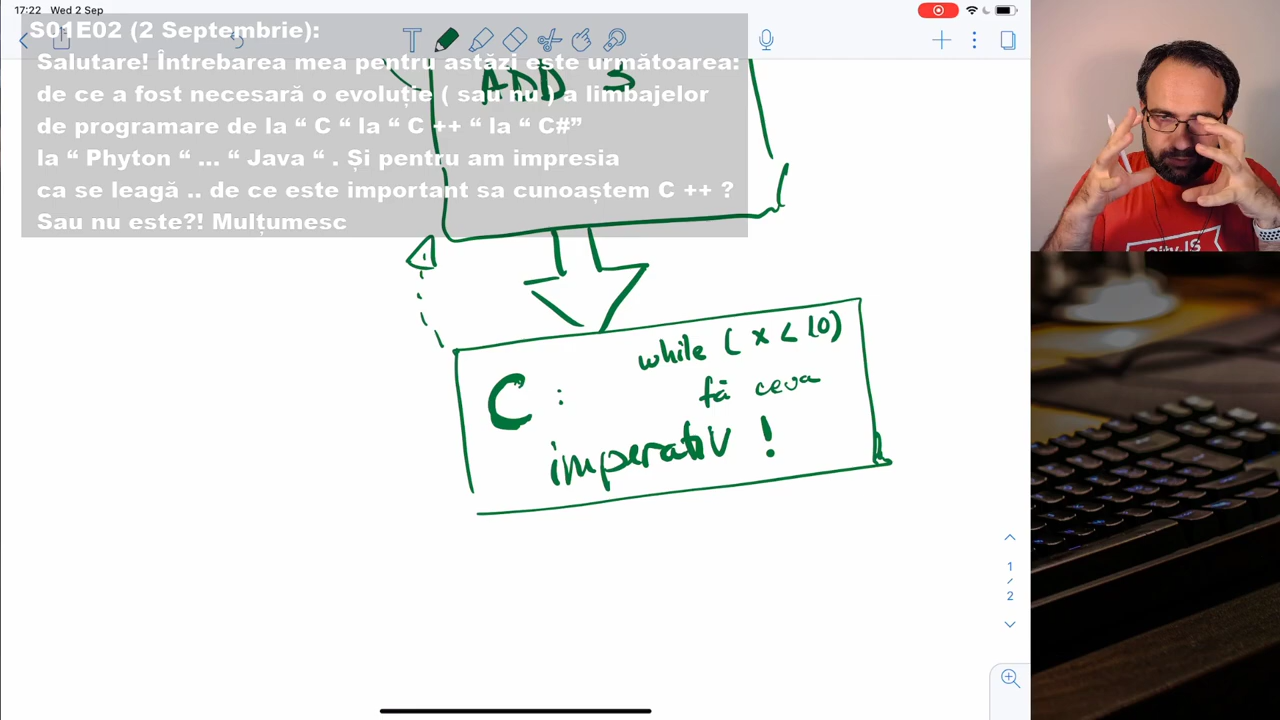 17:22 Wed 2 Sep
S01E02 (2 Septembrie):
Salutare! Întrebarea mea pentru astăzi este următoarea:
de ce a fost necesară o evoluție ( sau nu ) a limbajelor
de programare de la “ C “ la “ C ++ “ la “ C#”
la “ Phyton “ ... “ Java “ . Și pentru am impresia
ca se leagă .. de ce este important sa cunoaștem C ++ ?
Sau nu este?! Mulțumesc
ADD 3
while ( x < 10)
fă ceva
C :
imperativ !
1
/
2